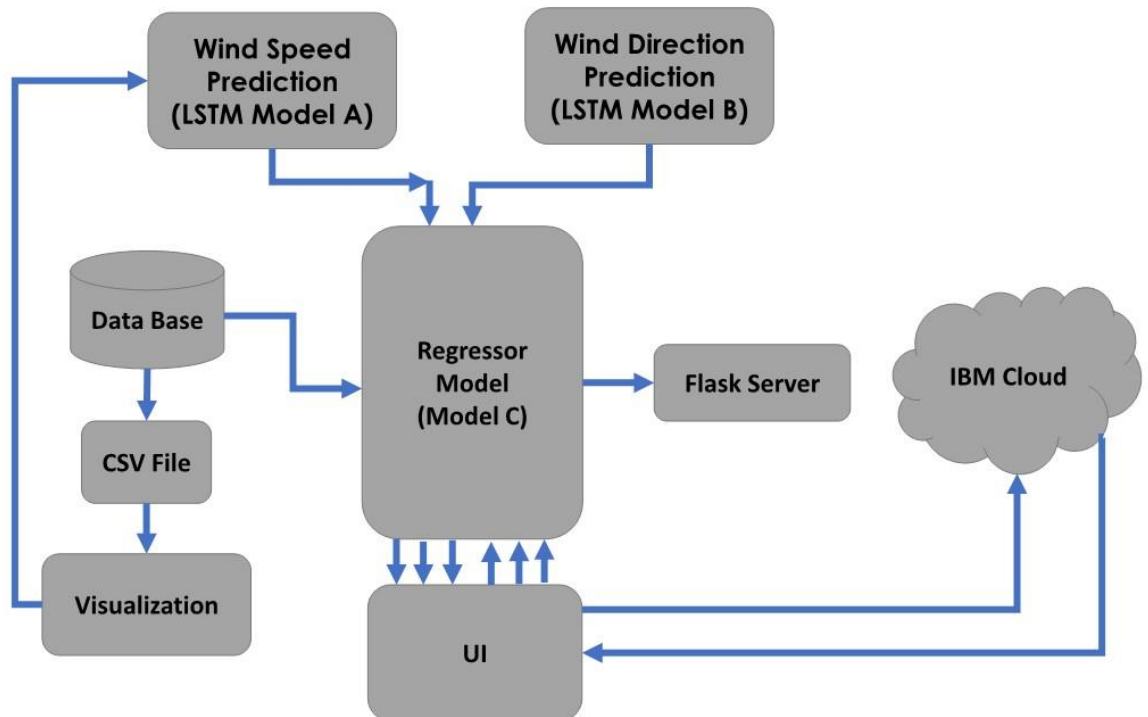 Wind Speed
Prediction
(LSTM Model A)
Wind Direction
Prediction
(LSTM Model B)
Data Base
Regressor
Model
(Model C)
Flask Server
IBM Cloud
CSV File
Visualization
UI